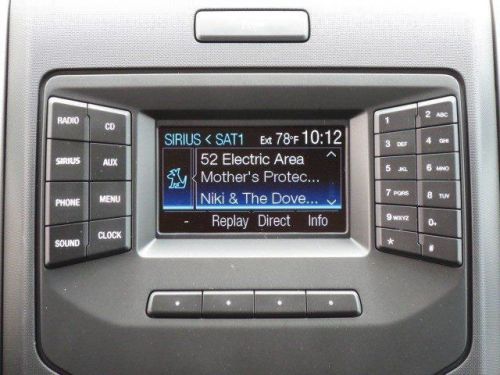 RADIO
CD
SIRIUS
AUX
PHONE
MENU
SOUND
CLOCK
SIRIUS < SAT1 Ext 78°F 10:12
52 Electric Area
Mother's Protec...
Niki & The Dove...
- Replay Direct Info
1
2 ABC
3 DEF
4 GHI
5 JKL
6 MNO
7 PQRS
8 TUV
9 WXYZ
0+
*
#